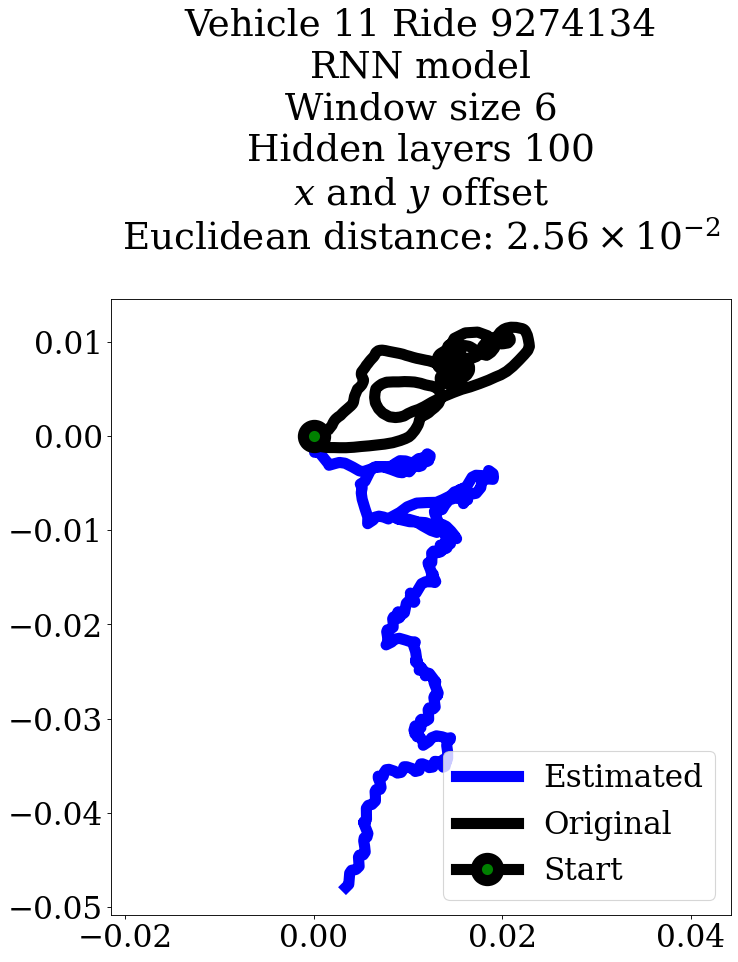 Vehicle 11 Ride 9274134
RNN model
Window size 6
Hidden layers 100
x and y offset
Euclidean distance: 2.56 × 10⁻²
0.01
0.00
−0.01
−0.02
−0.03
−0.04
−0.05
−0.02 0.00 0.02 0.04
Estimated
Original
Start